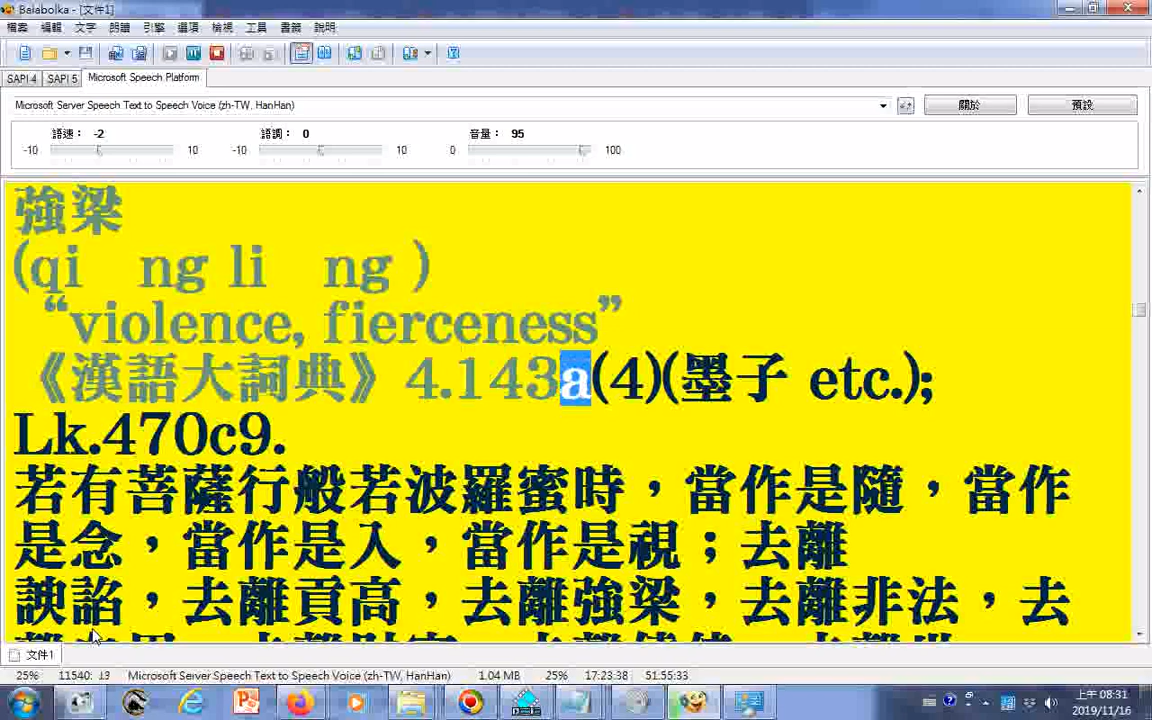 Balabolka - [文件1]
檔案 編輯 文字 朗讀 引擎 選項 檢視 工具 書籤 說明
SAPI 4 SAPI 5 Microsoft Speech Platform
Microsoft Server Speech Text to Speech Voice (zh-TW, HanHan) 關於 預設
語速: -2 語調: 0 音量: 95
-10 10 -10 10 0 100
強梁
(qi ng li ng )
“violence, fierceness”
《漢語大詞典》 4.143a(4)(墨子 etc.);
Lk.470c9.
若有菩薩行般若波羅蜜時，當作是隨，當作
是念，當作是入，當作是視；去離
諛諂，去離貢高，去離強梁，去離非法，去
文件1
25% 11540: 13 Microsoft Server Speech Text to Speech Voice (zh-TW, HanHan) 1.04 MB 25% 17:23:38 51:55:33
上午 08:31
2019/11/16